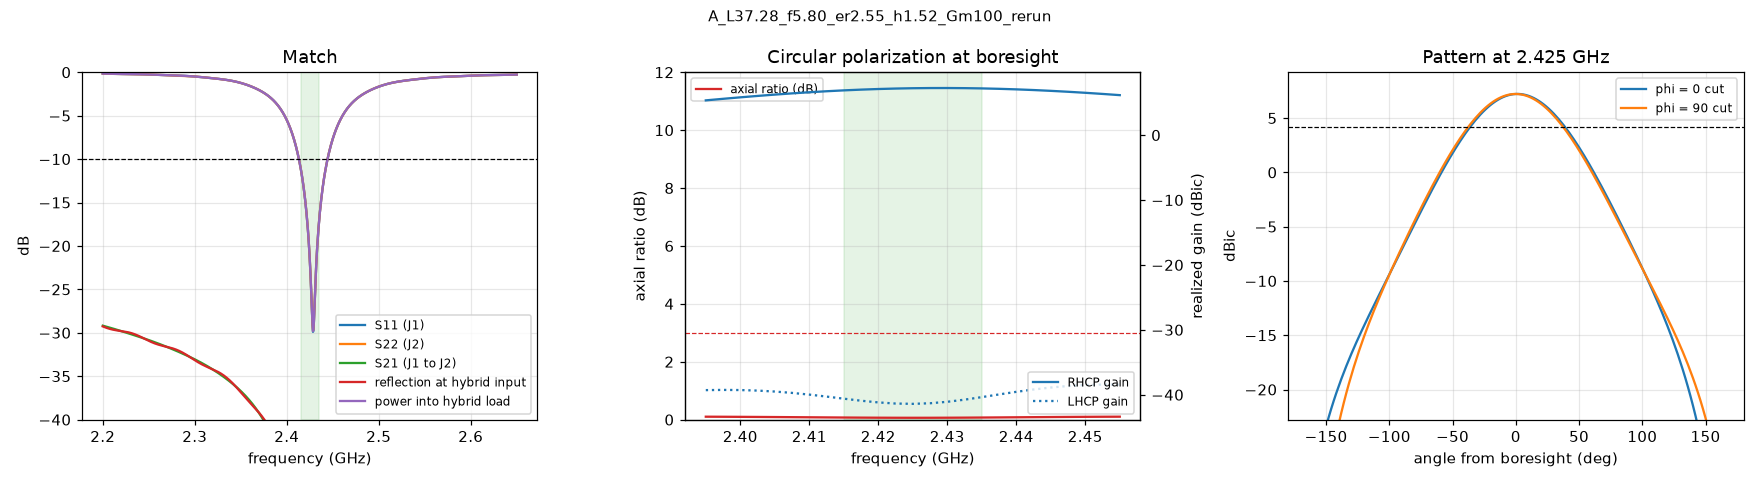 A_L37.28_f5.80_er2.55_h1.52_Gm100_rerun
Match
0
−5
−10
−15
−20
−25
−30
−35
−40
dB
2.2
2.3
2.4
2.5
2.6
frequency (GHz)
S11 (J1)
S22 (J2)
S21 (J1 to J2)
reflection at hybrid input
power into hybrid load
Circular polarization at boresight
12
10
8
6
4
2
0
axial ratio (dB)
axial ratio (dB)
2.40
2.41
2.42
2.43
2.44
2.45
frequency (GHz)
0
−10
−20
−30
−40
realized gain (dBic)
RHCP gain
LHCP gain
Pattern at 2.425 GHz
5
0
−5
−10
−15
−20
dBic
−150
−100
−50
0
50
100
150
angle from boresight (deg)
phi = 0 cut
phi = 90 cut